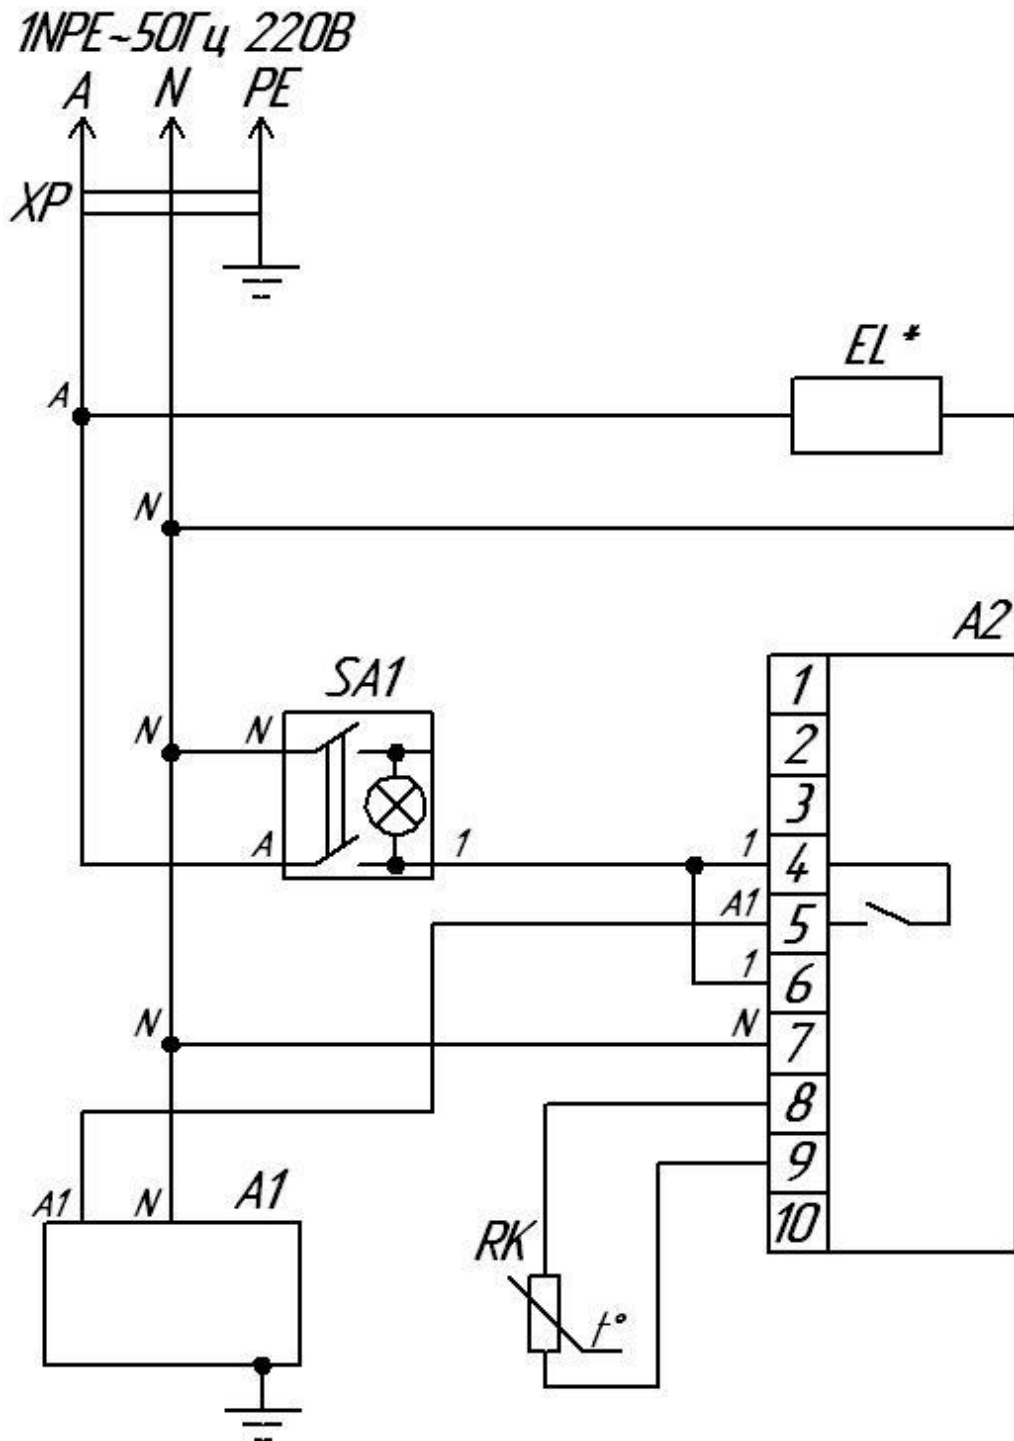 1NPE~50Гц 220В
A N PE
XP
EL*
A
N
A2
SA1
1
2
N N
3
A 1 1 4
A1 5
1 6
N N 7
8
9
A1 N A1
10
RK
t°